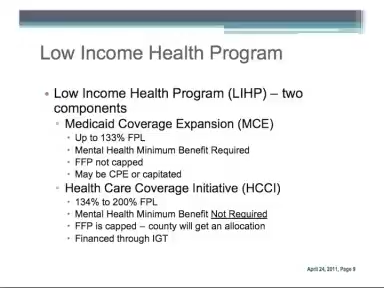 Low Income Health Program
• Low Income Health Program (LIHP) – two
components
▫ Medicaid Coverage Expansion (MCE)
• Up to 133% FPL
• Mental Health Minimum Benefit Required
• FFP not capped
• May be CPE or capitated
▫ Health Care Coverage Initiative (HCCI)
• 134% to 200% FPL
• Mental Health Minimum Benefit Not Required
• FFP is capped – county will get an allocation
• Financed through IGT
April 24, 2011, Page 9